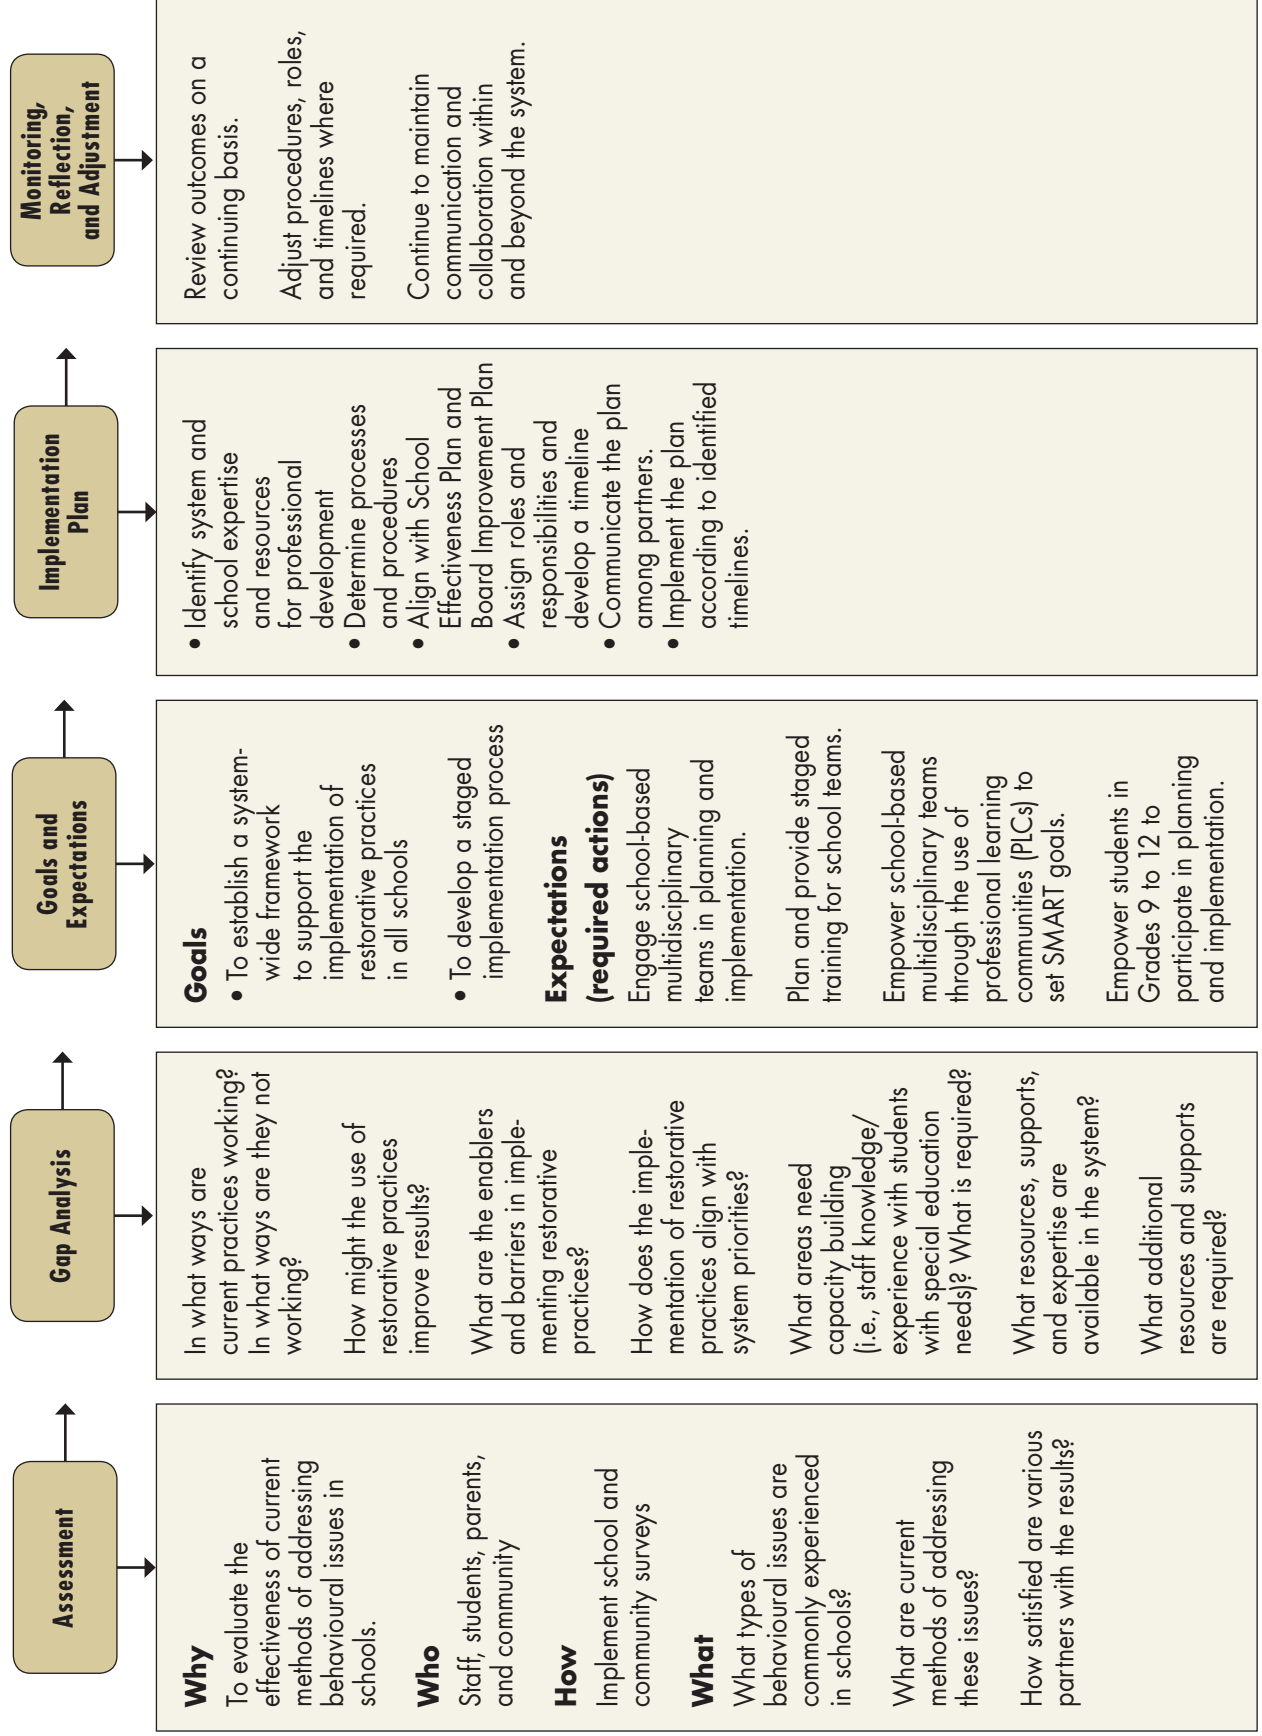 Assessment
Why
To evaluate the
effectiveness of current
methods of addressing
behavioural issues in
schools.
Who
Staff, students, parents,
and community
How
Implement school and
community surveys
What
What types of
behavioural issues are
commonly experienced
in schools?
What are current
methods of addressing
these issues?
How satisfied are various
partners with the results?
Gap Analysis
In what ways are
current practices working?
In what ways are they not
working?
How might the use of
restorative practices
improve results?
What are the enablers
and barriers in imple-
menting restorative
practices?
How does the imple-
mentation of restorative
practices align with
system priorities?
What areas need
capacity building
(i.e., staff knowledge/
experience with students
with special education
needs)? What is required?
What resources, supports,
and expertise are
available in the system?
What additional
resources and supports
are required?
Goals and
Expectations
Goals
• To establish a system-
wide framework
to support the
implementation of
restorative practices
in all schools
• To develop a staged
implementation process
Expectations
(required actions)
Engage school-based
multidisciplinary
teams in planning and
implementation.
Plan and provide staged
training for school teams.
Empower school-based
multidisciplinary teams
through the use of
professional learning
communities (PLCs) to
set SMART goals.
Empower students in
Grades 9 to 12 to
participate in planning
and implementation.
Implementation
Plan
• Identify system and
school expertise
and resources
for professional
development
• Determine processes
and procedures
• Align with School
Effectiveness Plan and
Board Improvement Plan
• Assign roles and
responsibilities and
develop a timeline
• Communicate the plan
among partners.
• Implement the plan
according to identified
timelines.
Monitoring,
Reflection,
and Adjustment
Review outcomes on a
continuing basis.
Adjust procedures, roles,
and timelines where
required.
Continue to maintain
communication and
collaboration within
and beyond the system.